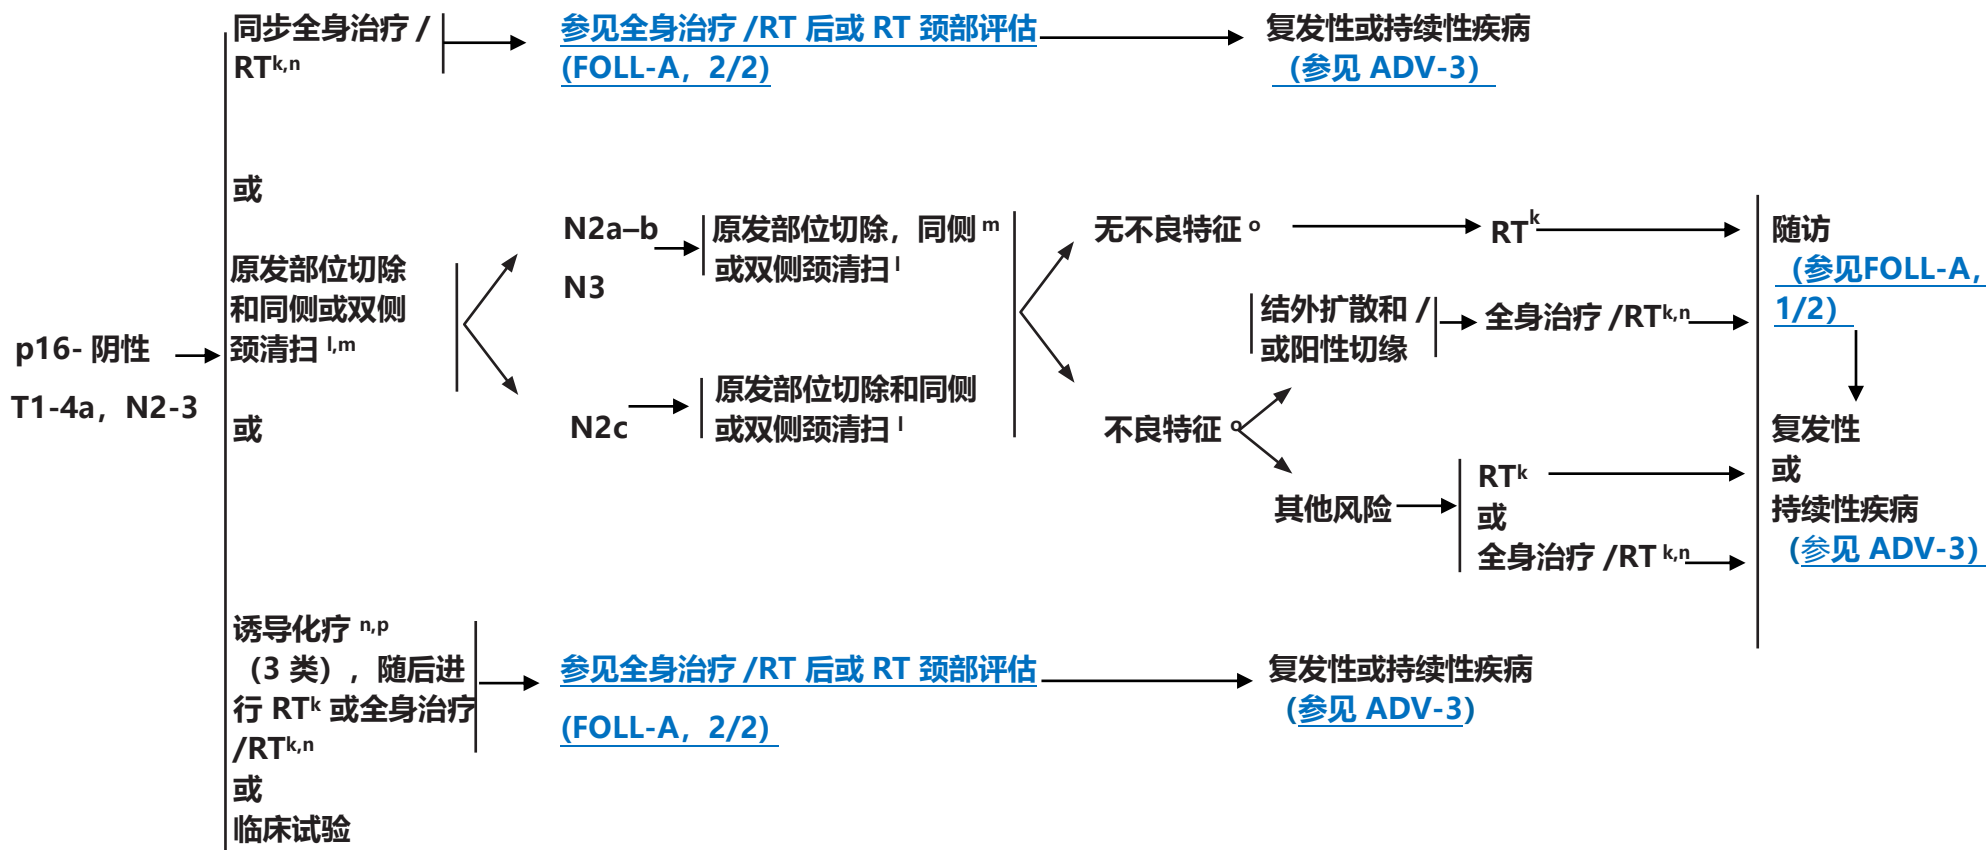 p16- 阴性
T1-4a，N2-3
同步全身治疗 /
RTk,n
参见全身治疗 /RT 后或 RT 颈部评估
(FOLL-A，2/2)
复发性或持续性疾病
（参见 ADV-3）
或
原发部位切除
和同侧或双侧
颈清扫 l,m
N2a–b
N3
原发部位切除，同侧 m
或双侧颈清扫 l
N2c
原发部位切除和同侧
或双侧颈清扫 l
无不良特征 o
RTk
不良特征 o
结外扩散和 /
或阳性切缘
全身治疗 /RTk,n
其他风险
RTk
或
全身治疗 /RT k,n
随访
（参见FOLL-A，
1/2）
复发性
或
持续性疾病
（参见 ADV-3）
或
诱导化疗 n,p
（3 类），随后进
行 RTk 或全身治疗
/RTk,n
参见全身治疗 /RT 后或 RT 颈部评估
(FOLL-A，2/2)
复发性或持续性疾病
（参见 ADV-3）
或
临床试验